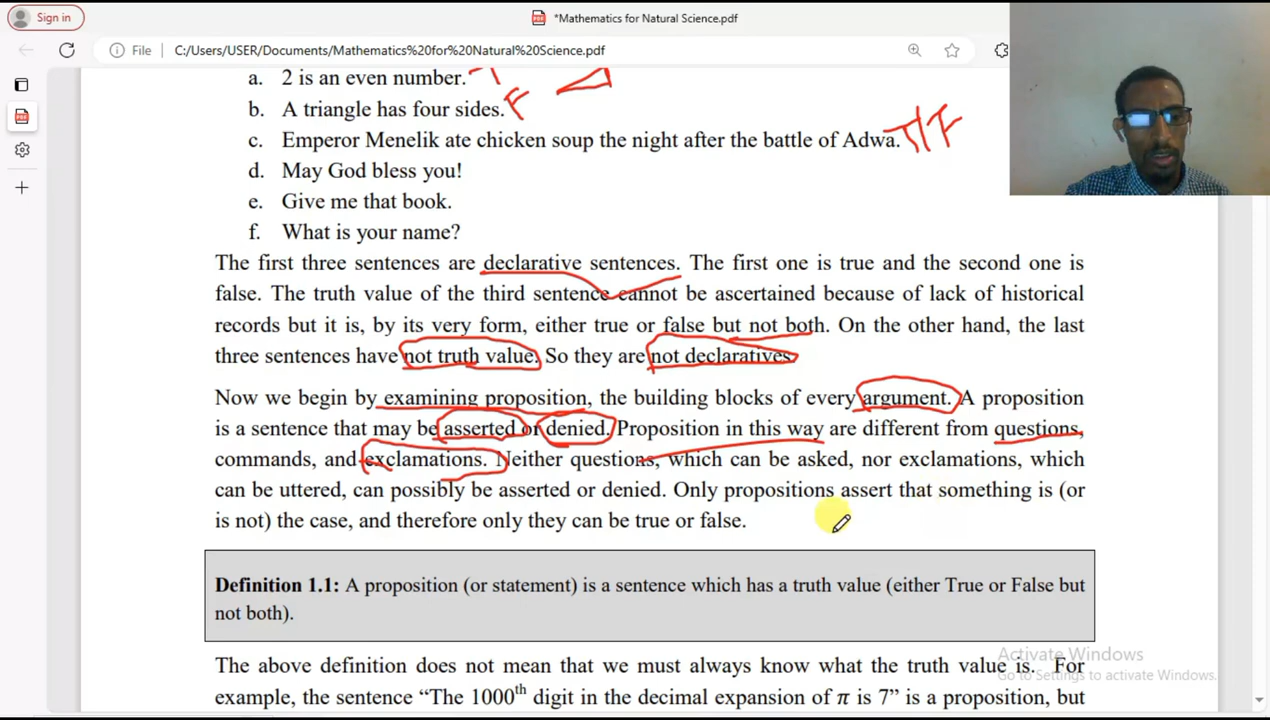 Sign in
*Mathematics for Natural Science.pdf
File C:/Users/USER/Documents/Mathematics%20for%20Natural%20Science.pdf
a. 2 is an even number. T
b. A triangle has four sides. F
c. Emperor Menelik ate chicken soup the night after the battle of Adwa. T/F
d. May God bless you!
e. Give me that book.
f. What is your name?
The first three sentences are declarative sentences. The first one is true and the second one is
false. The truth value of the third sentence cannot be ascertained because of lack of historical
records but it is, by its very form, either true or false but not both. On the other hand, the last
three sentences have not truth value. So they are not declaratives.
Now we begin by examining proposition, the building blocks of every argument. A proposition
is a sentence that may be asserted or denied. Proposition in this way are different from questions,
commands, and exclamations. Neither questions, which can be asked, nor exclamations, which
can be uttered, can possibly be asserted or denied. Only propositions assert that something is (or
is not) the case, and therefore only they can be true or false.
Definition 1.1: A proposition (or statement) is a sentence which has a truth value (either True or False but
not both).
The above definition does not mean that we must always know what the truth value is. For
example, the sentence “The 1000th digit in the decimal expansion of π is 7” is a proposition, but
Activate Windows
Go to Settings to activate Windows.